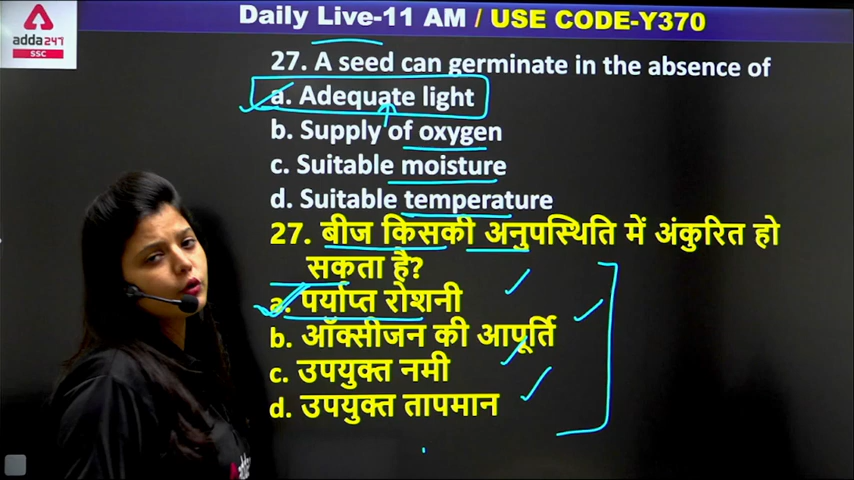 Daily Live-11 AM / USE CODE-Y370
adda247
SSC
27. A seed can germinate in the absence of
a. Adequate light
b. Supply of oxygen
c. Suitable moisture
d. Suitable temperature
27. बीज किसकी अनुपस्थिति में अंकुरित हो
सकता है?
a. पर्याप्त रोशनी
b. ऑक्सीजन की आपूर्ति
c. उपयुक्त नमी
d. उपयुक्त तापमान